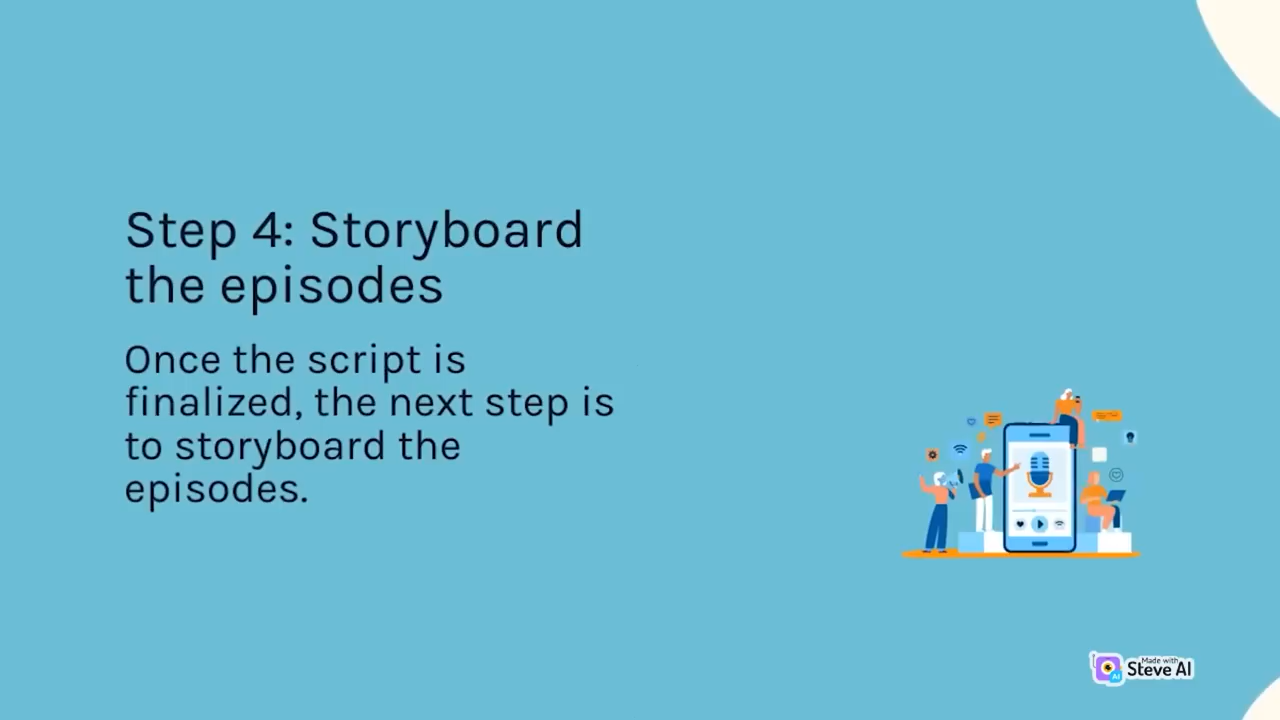 Step 4: Storyboard
the episodes
Once the script is
finalized, the next step is
to storyboard the
episodes.
Made with
Steve AI
AI